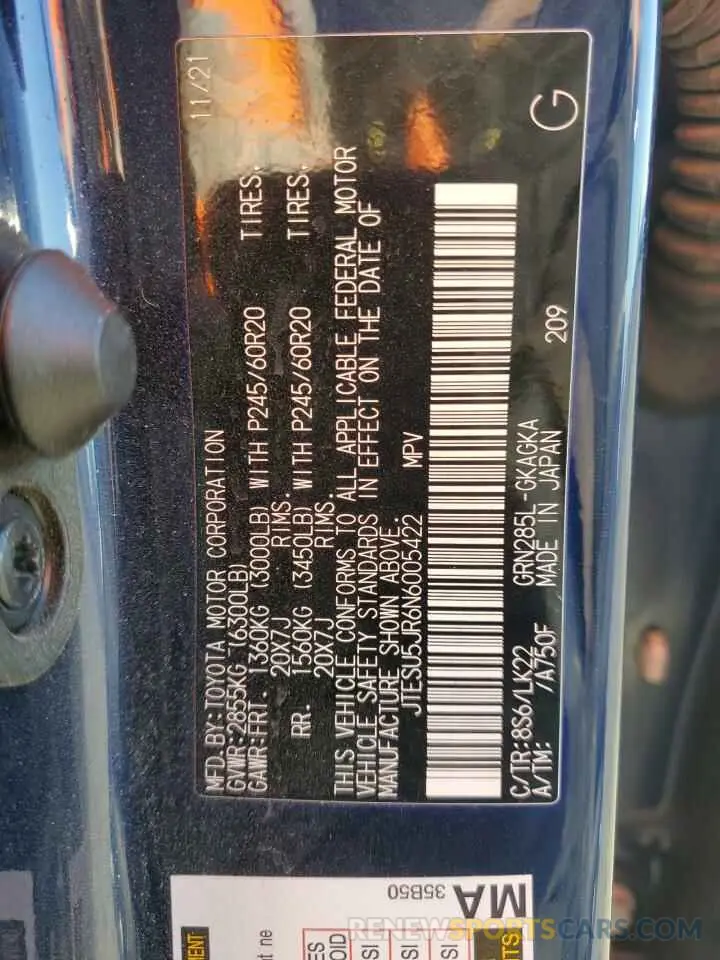 MFD.BY:TOYOTA MOTOR CORPORATION 11/21
GVWR:2855KG (6300LB)
GAWR:FRT. 1360KG (3000LB) WITH P245/60R20 TIRES.
20X7J RIMS.
RR. 1560KG (3450LB) WITH P245/60R20 TIRES.
20X7J RIMS.
THIS VEHICLE CONFORMS TO ALL APPLICABLE FEDERAL MOTOR
VEHICLE SAFETY STANDARDS IN EFFECT ON THE DATE OF
MANUFACTURE SHOWN ABOVE.
JTESU5JR6N6005422 MPV
C/TR:8S6/LK22 GRN285L-GKAGKA
A/TM: /A750F MADE IN JAPAN 209 G
MA
35B50
RENEWSPORTSCARS.COM